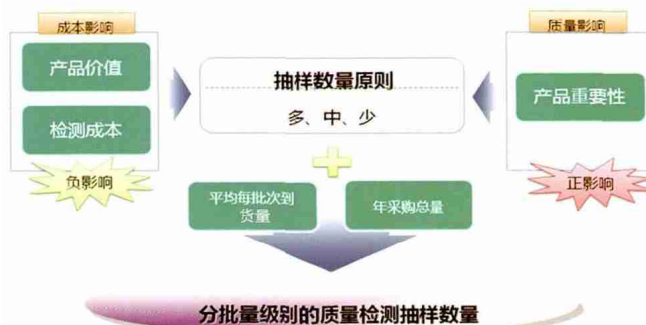 成本影响
产品价值
检测成本
负影响
抽样数量原则
多、中、少
质量影响
产品重要性
正影响
平均每批次到
货量
年采购总量
分批量级别的质量检测抽样数量